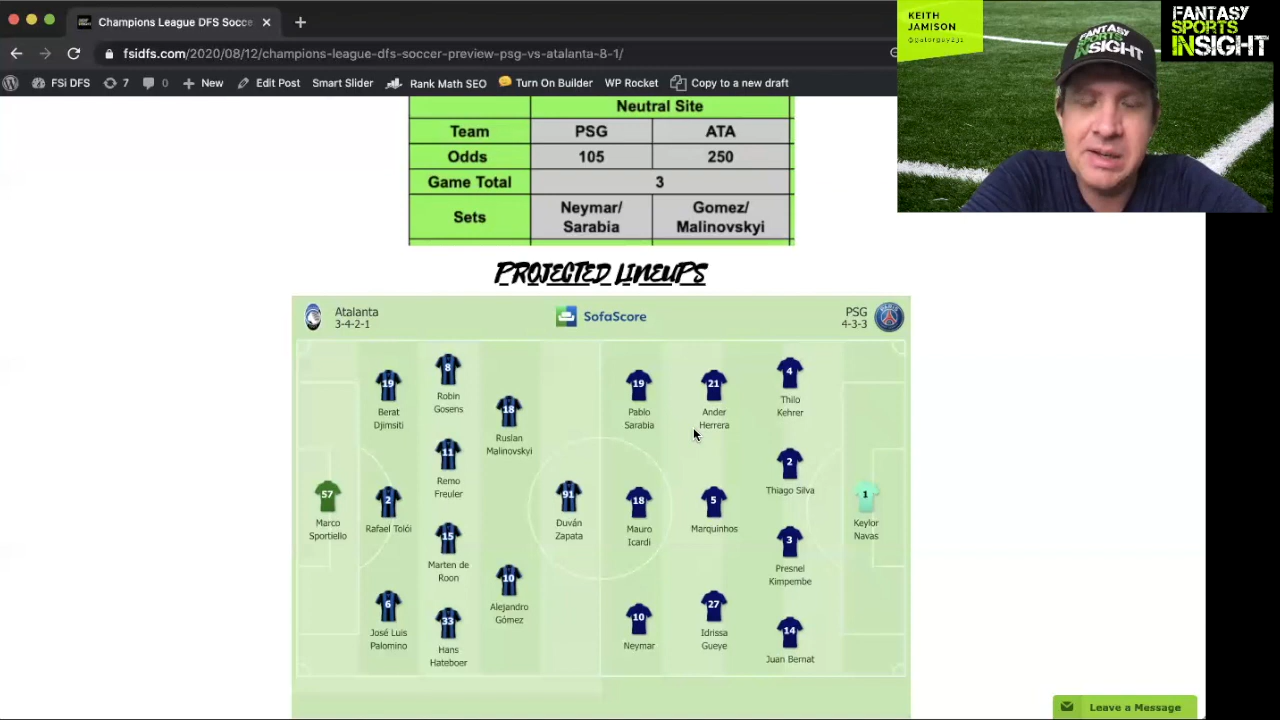 Champions League DFS Socce
fsidfs.com/2020/08/12/champions-league-dfs-soccer-preview-psg-vs-atalanta-8-1/
FSi DFS 7 0 New Edit Post Smart Slider Rank Math SEO Turn On Builder WP Rocket Copy to a new draft
KEITH
JAMISON
FANTASY
SPORTS
INSIGHT
FANTASY
SPORTS
INSIGHT
Neutral Site
Team PSG ATA
Odds 105 250
Game Total 3
Sets Neymar/ Sarabia Gomez/ Malinovskyi
PROJECTED LINEUPS
Atalanta
3-4-2-1
SofaScore
PSG
4-3-3
57
Marco
Sportiello
19
Berat
Djimsiti
2
Rafael Tolói
6
José Luis
Palomino
8
Robin
Gosens
11
Remo
Freuler
15
Marten de
Roon
33
Hans
Hateboer
18
Ruslan
Malinovskyi
10
Alejandro
Gómez
91
Duván
Zapata
19
Pablo
Sarabia
18
Mauro
Icardi
10
Neymar
21
Ander
Herrera
5
Marquinhos
27
Idrissa
Gueye
4
Thilo
Kehrer
2
Thiago Silva
3
Presnel
Kimpembe
14
Juan Bernat
1
Keylor
Navas
Leave a Message